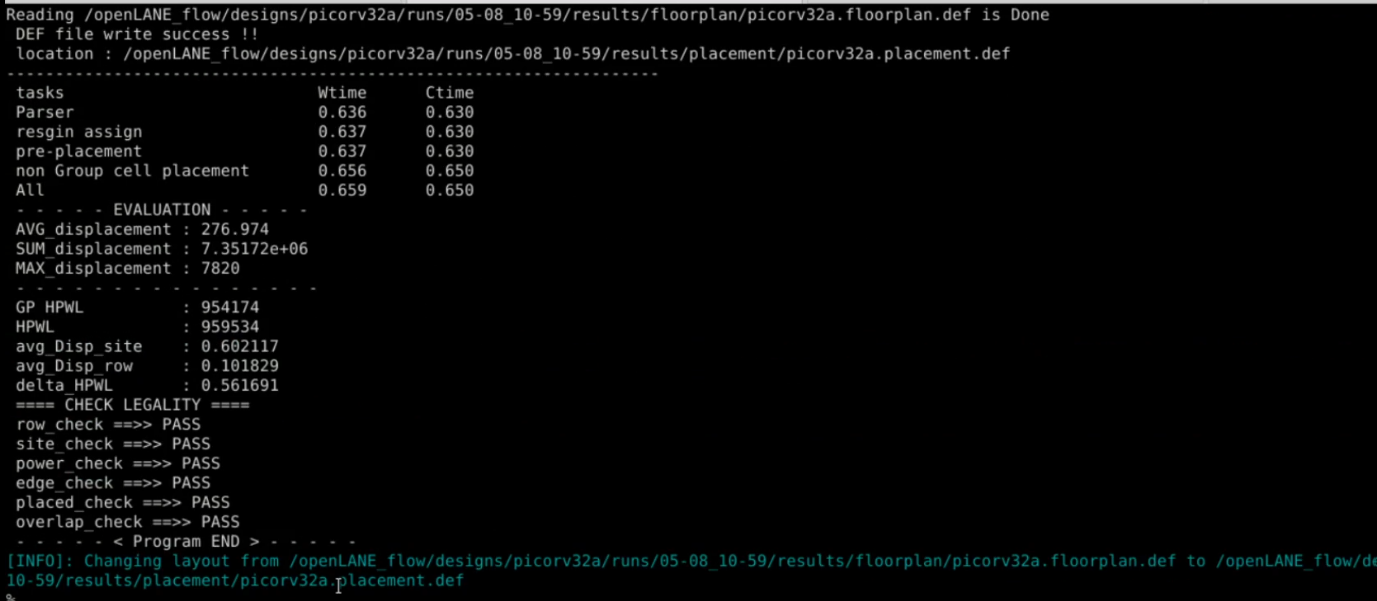 Reading /openLANE_flow/designs/picorv32a/runs/05-08_10-59/results/floorplan/picorv32a.floorplan.def is Done
DEF file write success !!
location : /openLANE_flow/designs/picorv32a/runs/05-08_10-59/results/placement/picorv32a.placement.def
-------------------------------------------------------------------
tasks Wtime Ctime
Parser 0.636 0.630
resgin assign 0.637 0.630
pre-placement 0.637 0.630
non Group cell placement 0.656 0.650
All 0.659 0.650
- - - - - EVALUATION - - - - -
AVG_displacement : 276.974
SUM_displacement : 7.35172e+06
MAX_displacement : 7820
- - - - - - - - - - - - - - - -
GP HPWL : 954174
HPWL : 959534
avg_Disp_site : 0.602117
avg_Disp_row : 0.101829
delta_HPWL : 0.561691
==== CHECK LEGALITY ====
row_check ==>> PASS
site_check ==>> PASS
power_check ==>> PASS
edge_check ==>> PASS
placed_check ==>> PASS
overlap_check ==>> PASS
- - - - - < Program END > - - - - -
[INFO]: Changing layout from /openLANE_flow/designs/picorv32a/runs/05-08_10-59/results/floorplan/picorv32a.floorplan.def to /openLANE_flow/de
10-59/results/placement/picorv32a.placement.def
%